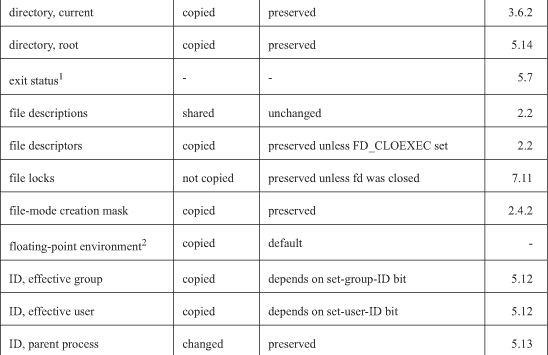 directory, current copied preserved 3.6.2
directory, root copied preserved 5.14
exit status1 - - 5.7
file descriptions shared unchanged 2.2
file descriptors copied preserved unless FD_CLOEXEC set 2.2
file locks not copied preserved unless fd was closed 7.11
file-mode creation mask copied preserved 2.4.2
floating-point environment2 copied default -
ID, effective group copied depends on set-group-ID bit 5.12
ID, effective user copied depends on set-user-ID bit 5.12
ID, parent process changed preserved 5.13